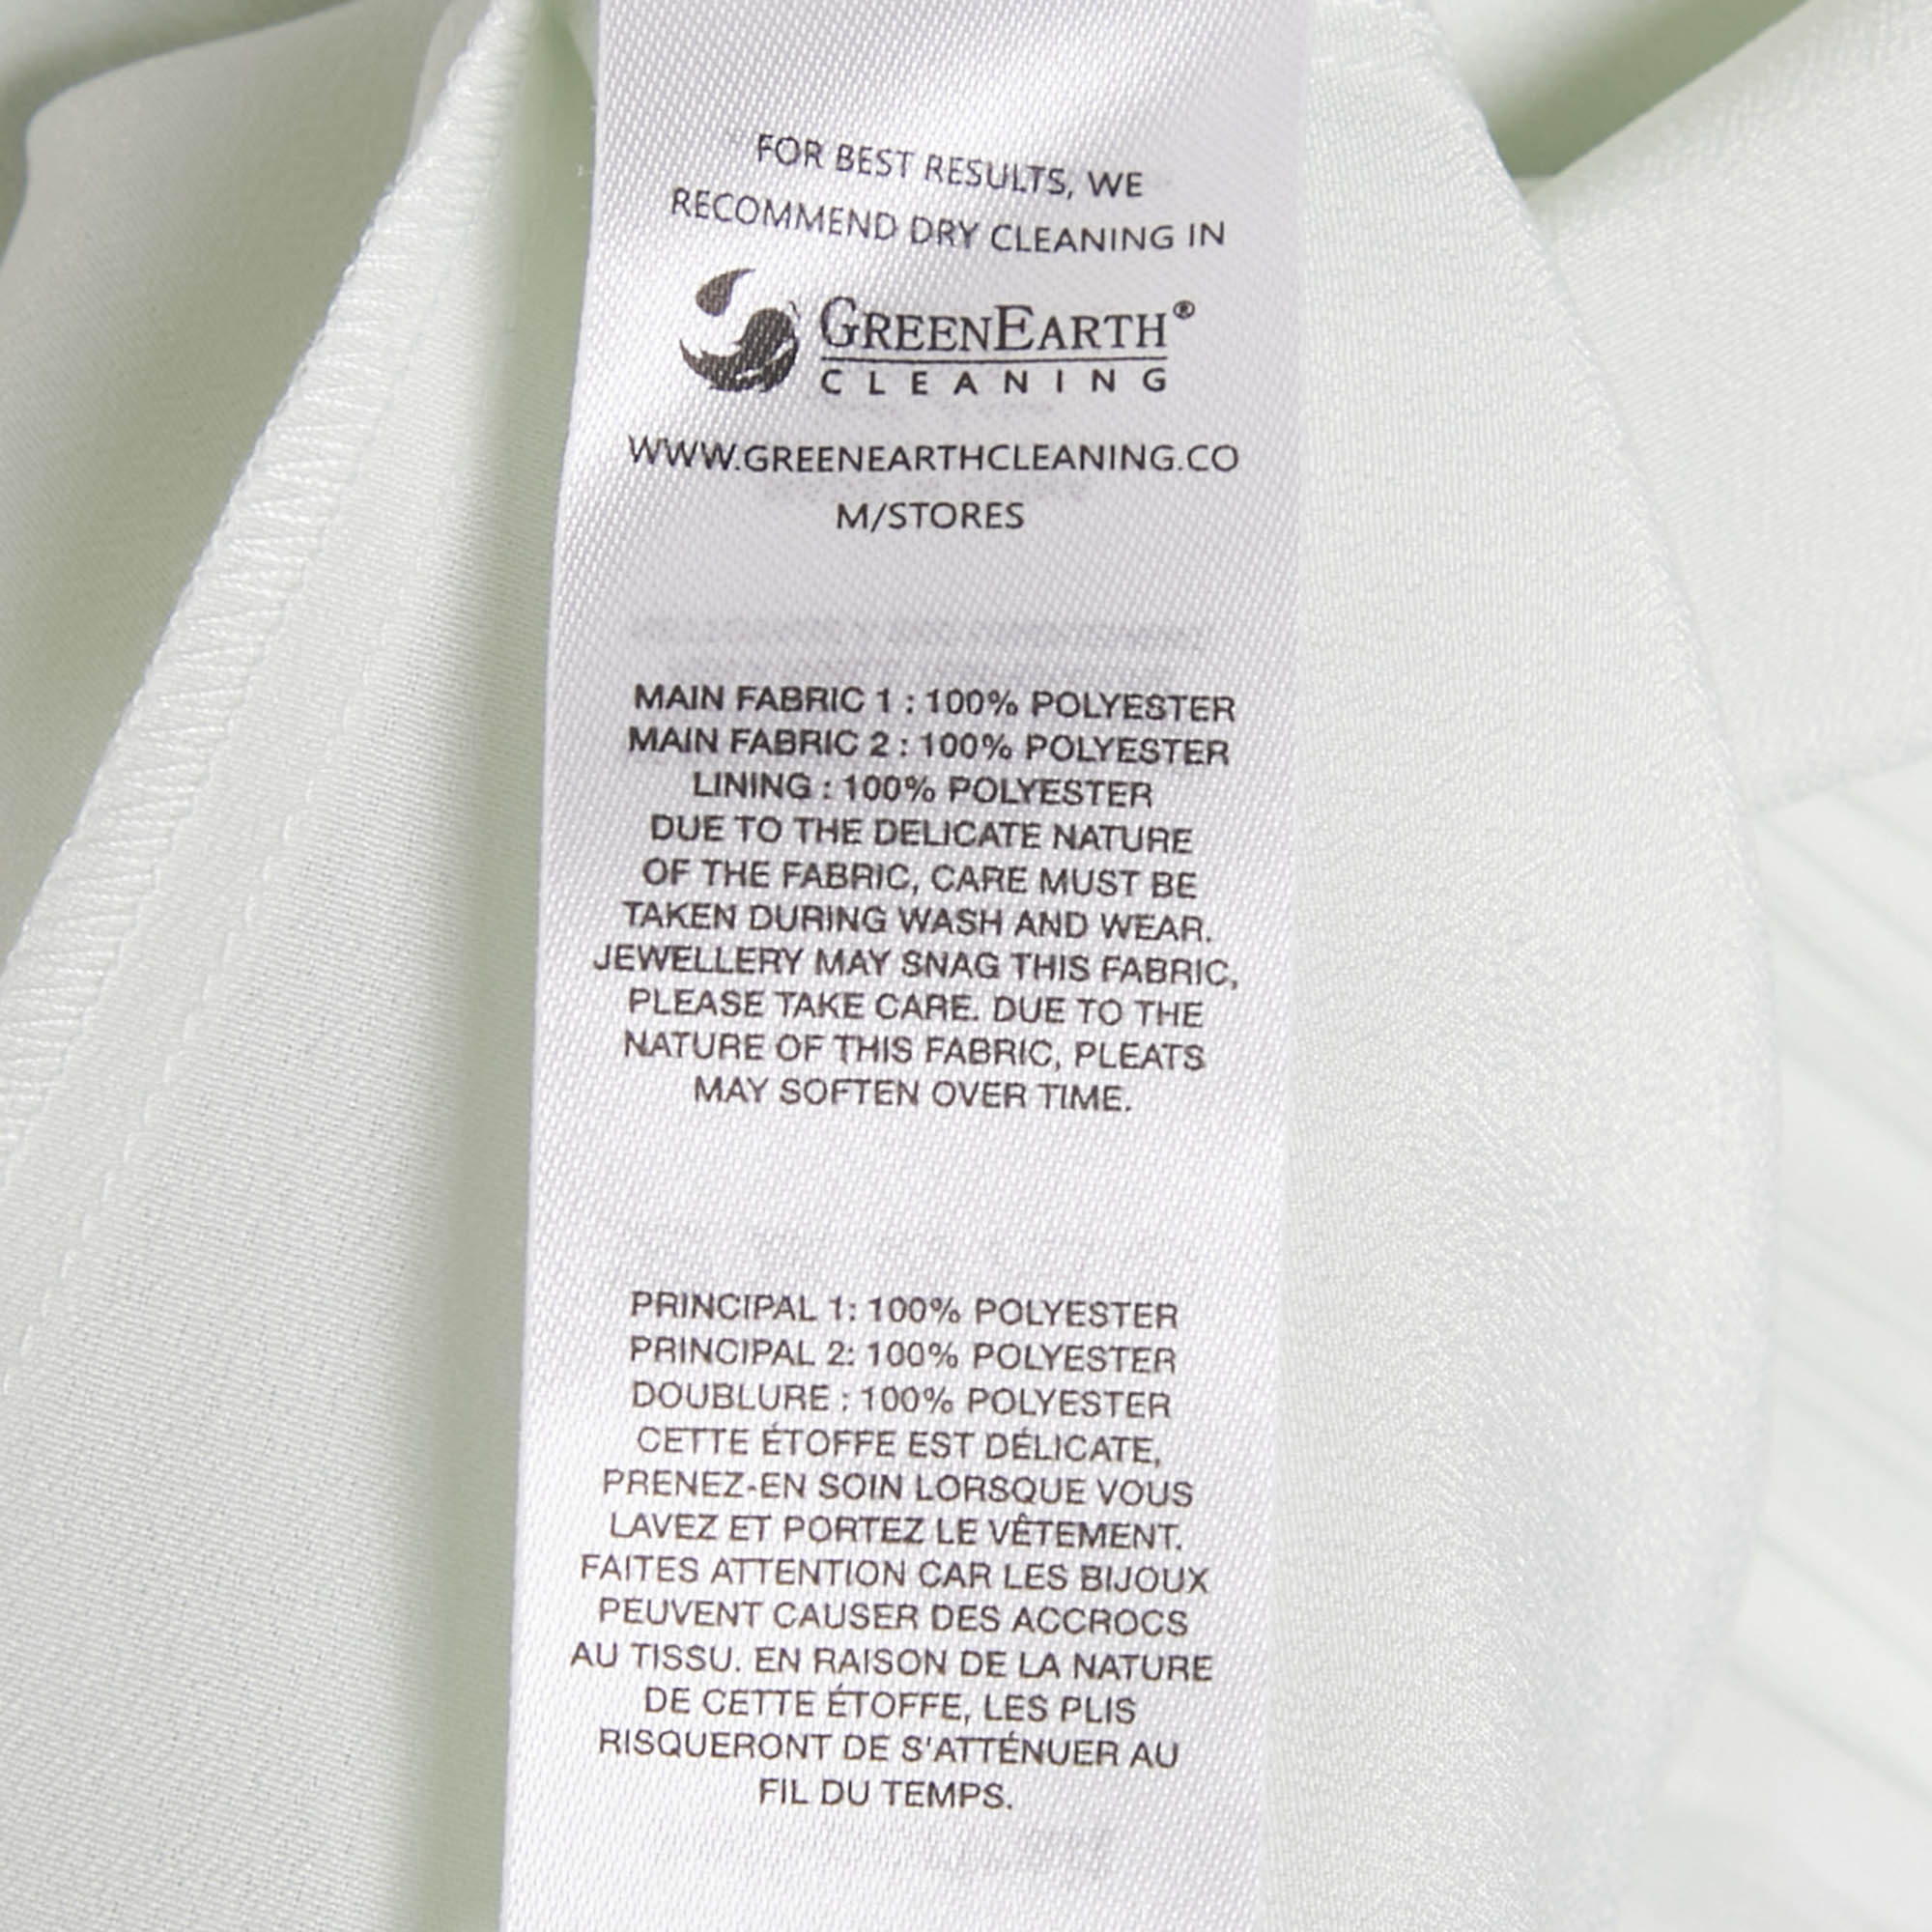 FOR BEST RESULTS, WE
RECOMMEND DRY CLEANING IN
GREENEARTH®
CLEANING
WWW.GREENEARTHCLEANING.CO
M/STORES
MAIN FABRIC 1 : 100% POLYESTER
MAIN FABRIC 2 : 100% POLYESTER
LINING : 100% POLYESTER
DUE TO THE DELICATE NATURE
OF THE FABRIC, CARE MUST BE
TAKEN DURING WASH AND WEAR.
JEWELLERY MAY SNAG THIS FABRIC,
PLEASE TAKE CARE. DUE TO THE
NATURE OF THIS FABRIC, PLEATS
MAY SOFTEN OVER TIME.
PRINCIPAL 1: 100% POLYESTER
PRINCIPAL 2: 100% POLYESTER
DOUBLURE : 100% POLYESTER
CETTE ÉTOFFE EST DÉLICATE,
PRENEZ-EN SOIN LORSQUE VOUS
LAVEZ ET PORTEZ LE VÊTEMENT.
FAITES ATTENTION CAR LES BIJOUX
PEUVENT CAUSER DES ACCROCS
AU TISSU. EN RAISON DE LA NATURE
DE CETTE ÉTOFFE, LES PLIS
RISQUERONT DE S'ATTÉNUER AU
FIL DU TEMPS.